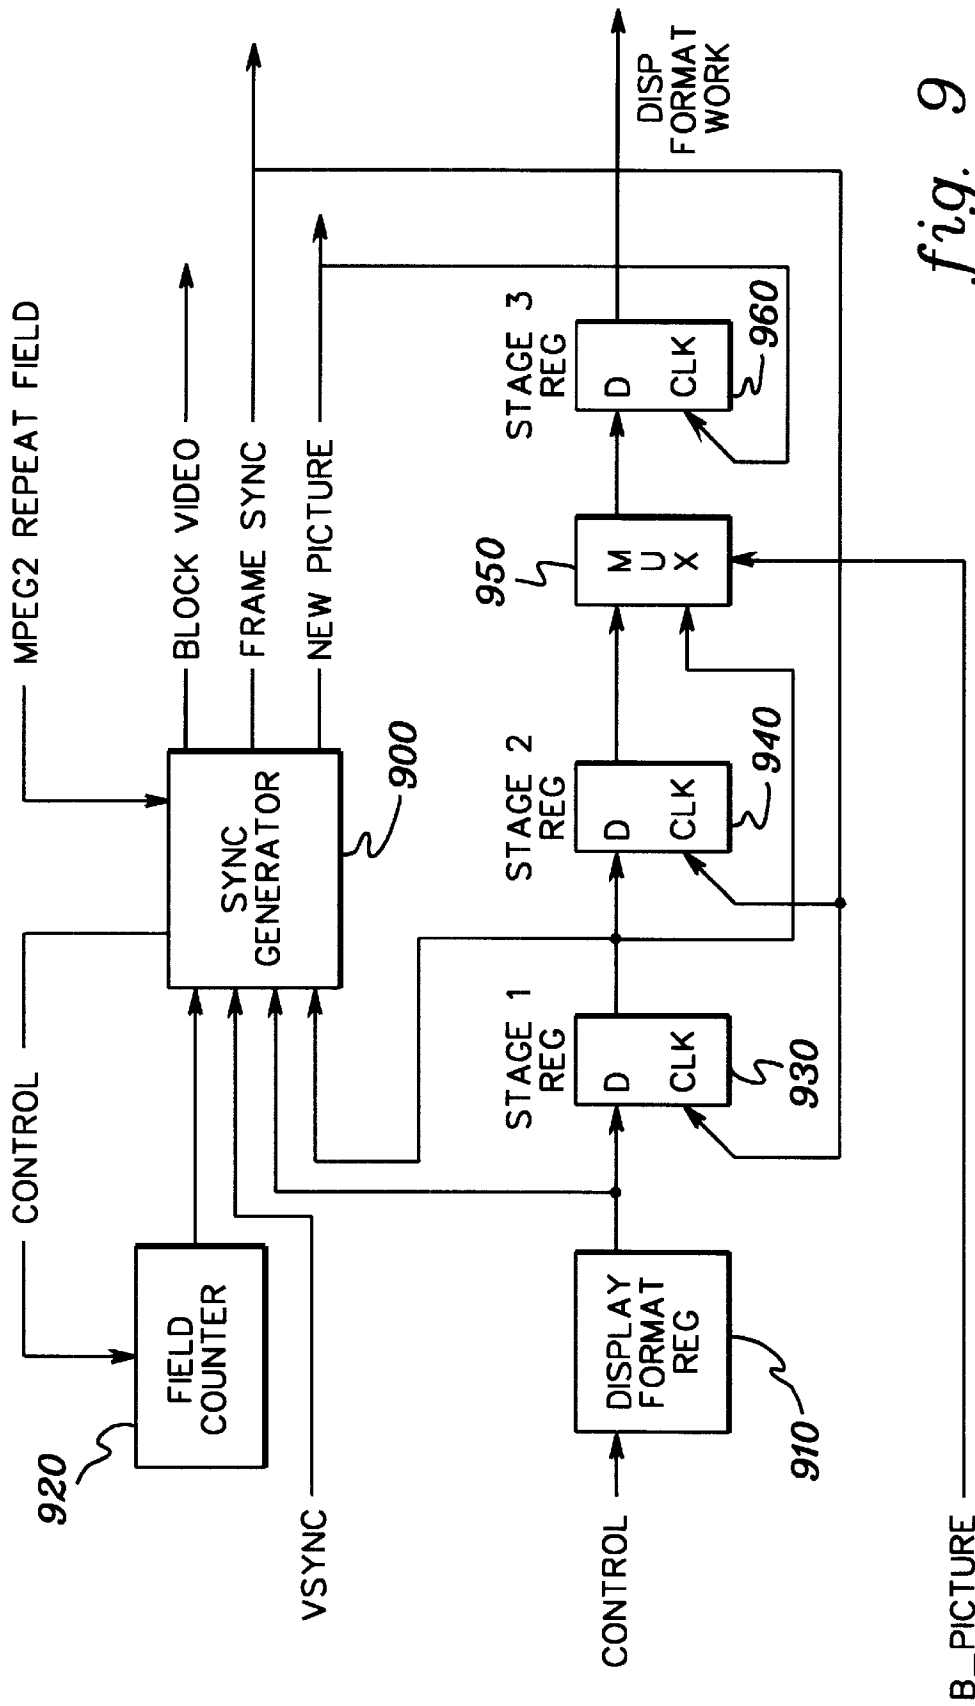 MPEG2 REPEAT FIELD
CONTROL
BLOCK VIDEO
FRAME SYNC
NEW PICTURE
SYNC
GENERATOR
900
FIELD
COUNTER
920
VSYNC
STAGE 1
REG
D
CLK
930
STAGE 2
REG
D
CLK
940
950
MUX
STAGE 3
REG
D
CLK
960
DISP
FORMAT
WORK
CONTROL
DISPLAY
FORMAT
REG
910
B_PICTURE
fig. 9